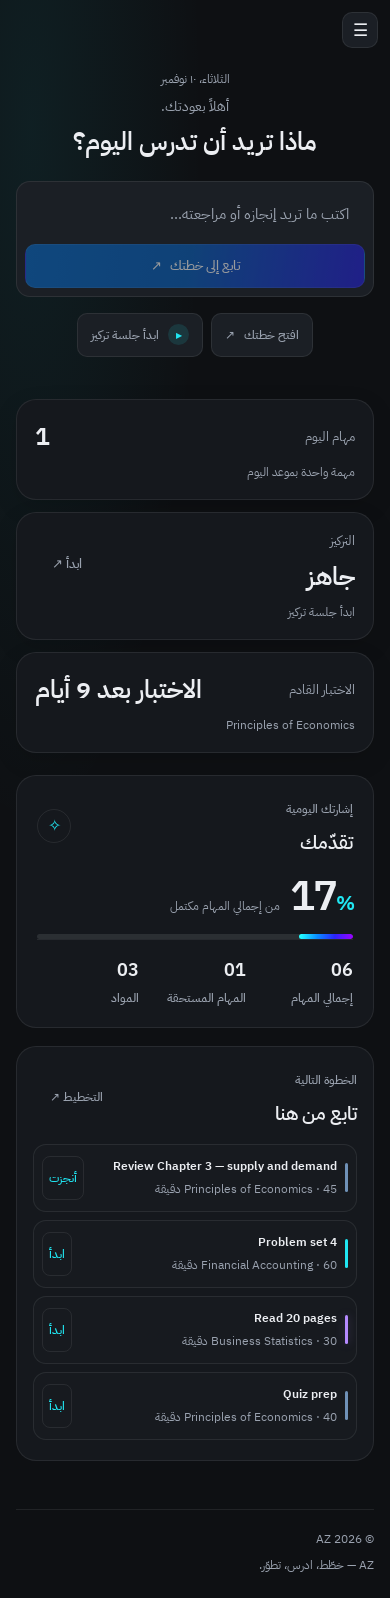 ☰
الثلاثاء، ١٠ نوفمبر
أهلاً بعودتك.
ماذا تريد أن تدرس اليوم؟
اكتب ما تريد إنجازه أو مراجعته...
تابع إلى خطتك ↗
افتح خطتك ↗
ابدأ جلسة تركيز
مهام اليوم
1
مهمة واحدة بموعد اليوم
التركيز
جاهز
ابدأ ↗
ابدأ جلسة تركيز
الاختبار القادم
الاختبار بعد 9 أيام
Principles of Economics
إشارتك اليومية
تقدّمك
17%
من إجمالي المهام مكتمل
06
إجمالي المهام
01
المهام المستحقة
03
المواد
الخطوة التالية
تابع من هنا
التخطيط ↗
Review Chapter 3 — supply and demand
Principles of Economics · 45 دقيقة
أنجزت
Problem set 4
Financial Accounting · 60 دقيقة
ابدأ
Read 20 pages
Business Statistics · 30 دقيقة
ابدأ
Quiz prep
Principles of Economics · 40 دقيقة
ابدأ
© 2026 AZ
AZ — خطّط، ادرس، تطوّر.